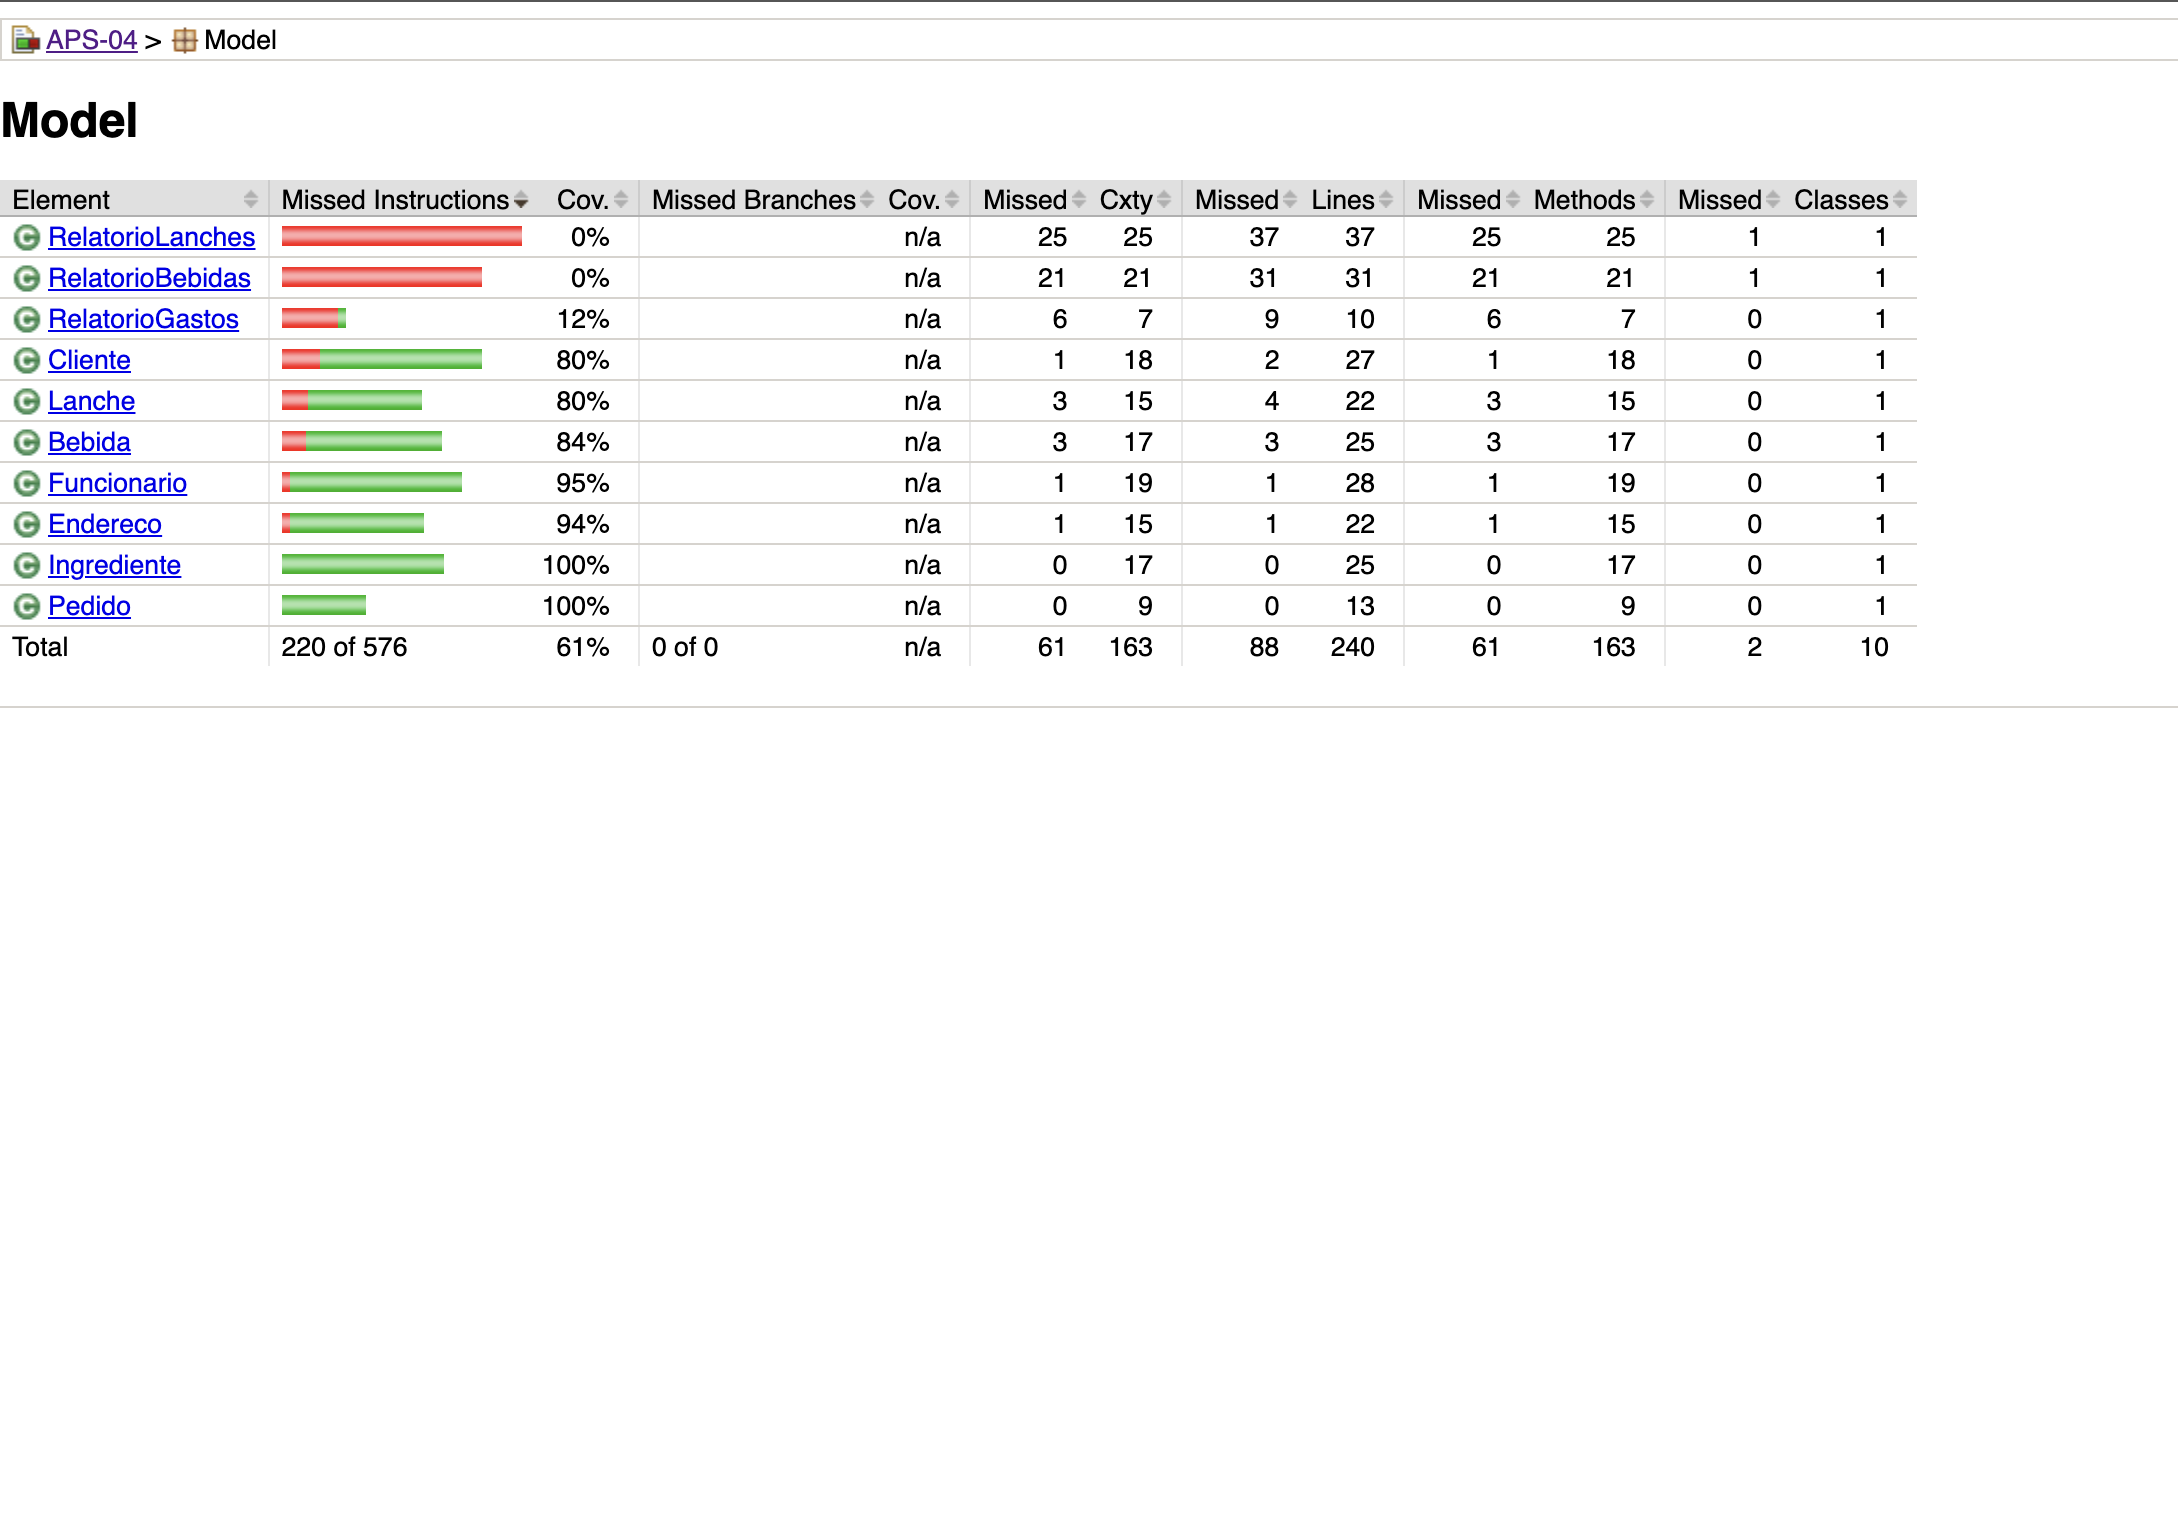 APS-04 > Model
Model
Element Missed Instructions Cov. Missed Branches Cov. Missed Cxty Missed Lines Missed Methods Missed Classes
RelatorioLanches 0% n/a 25 25 37 37 25 25 1 1
RelatorioBebidas 0% n/a 21 21 31 31 21 21 1 1
RelatorioGastos 12% n/a 6 7 9 10 6 7 0 1
Cliente 80% n/a 1 18 2 27 1 18 0 1
Lanche 80% n/a 3 15 4 22 3 15 0 1
Bebida 84% n/a 3 17 3 25 3 17 0 1
Funcionario 95% n/a 1 19 1 28 1 19 0 1
Endereco 94% n/a 1 15 1 22 1 15 0 1
Ingrediente 100% n/a 0 17 0 25 0 17 0 1
Pedido 100% n/a 0 9 0 13 0 9 0 1
Total 220 of 576 61% 0 of 0 n/a 61 163 88 240 61 163 2 10